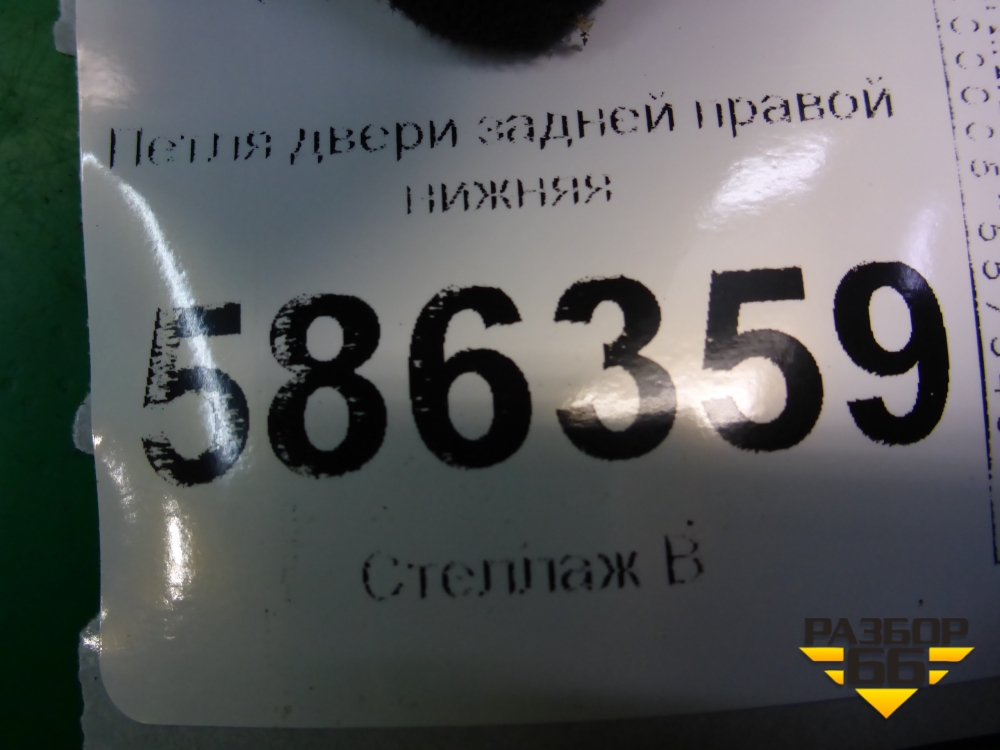 Петля двери задней правой
нижняя
586359
Стеллаж В
РАЗБОР
66